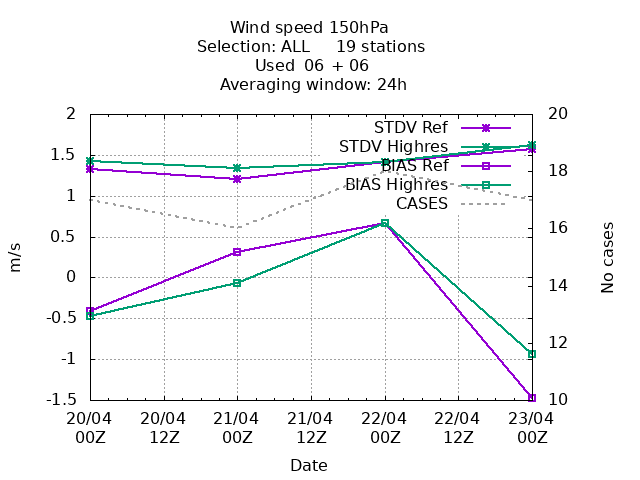 Wind speed 150hPa
Selection: ALL     19 stations
Used  06 + 06
Averaging window: 24h
2
1.5
1
0.5
0
-0.5
-1
-1.5
m/s
20
18
16
14
12
10
No cases
STDV Ref
STDV Highres
BIAS Ref
BIAS Highres
CASES
20/04 20/04 21/04 21/04 22/04 22/04 23/04
00Z 12Z 00Z 12Z 00Z 12Z 00Z
Date